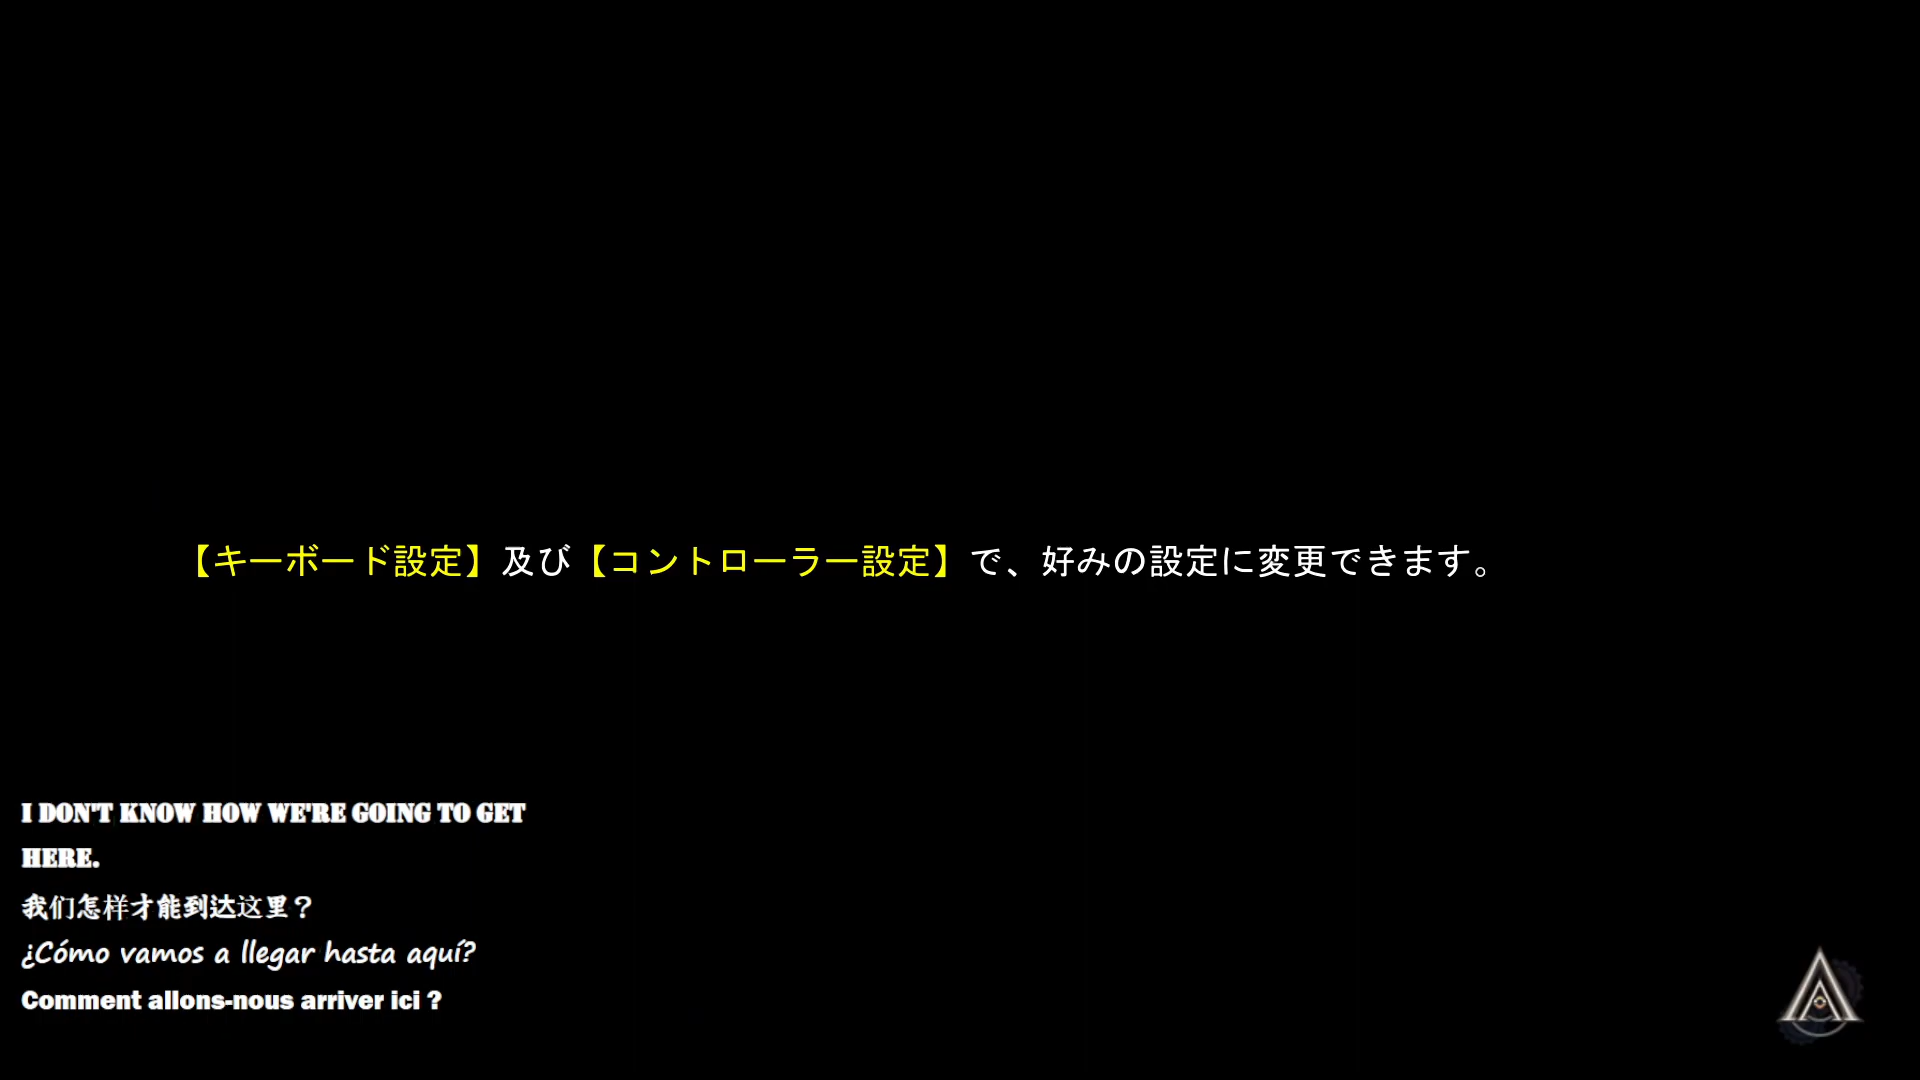 【キーボード設定】及び【コントローラー設定】で、好みの設定に変更できます。
I DON'T KNOW HOW WE'RE GOING TO GET
HERE.
我们怎样才能到达这里？
¿Cómo vamos a llegar hasta aquí?
Comment allons-nous arriver ici ?